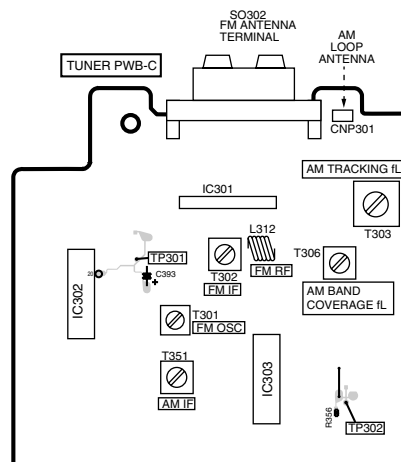 SO302
FM ANTENNA
TERMINAL
AM
LOOP
ANTENNA
TUNER PWB-C
CNP301
AM TRACKING fL
IC301
T303
L312
TP301
T306
20
C393
+
T302
FM RF
FM IF
IC302
AM BAND
COVERAGE fL
T301
FM OSC
T351
IC303
AM IF
R356
TP302